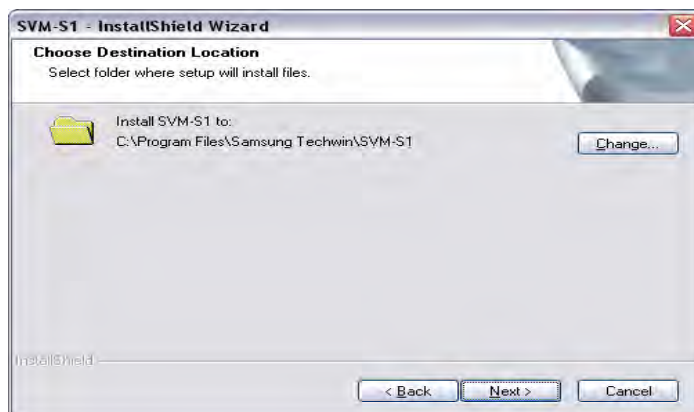 SVM-S1 - InstallShield Wizard
Choose Destination Location
Select folder where setup will install files.
Install SVM-S1 to:
C:\Program Files\Samsung Techwin\SVM-S1
Change...
InstallShield
< Back
Next >
Cancel